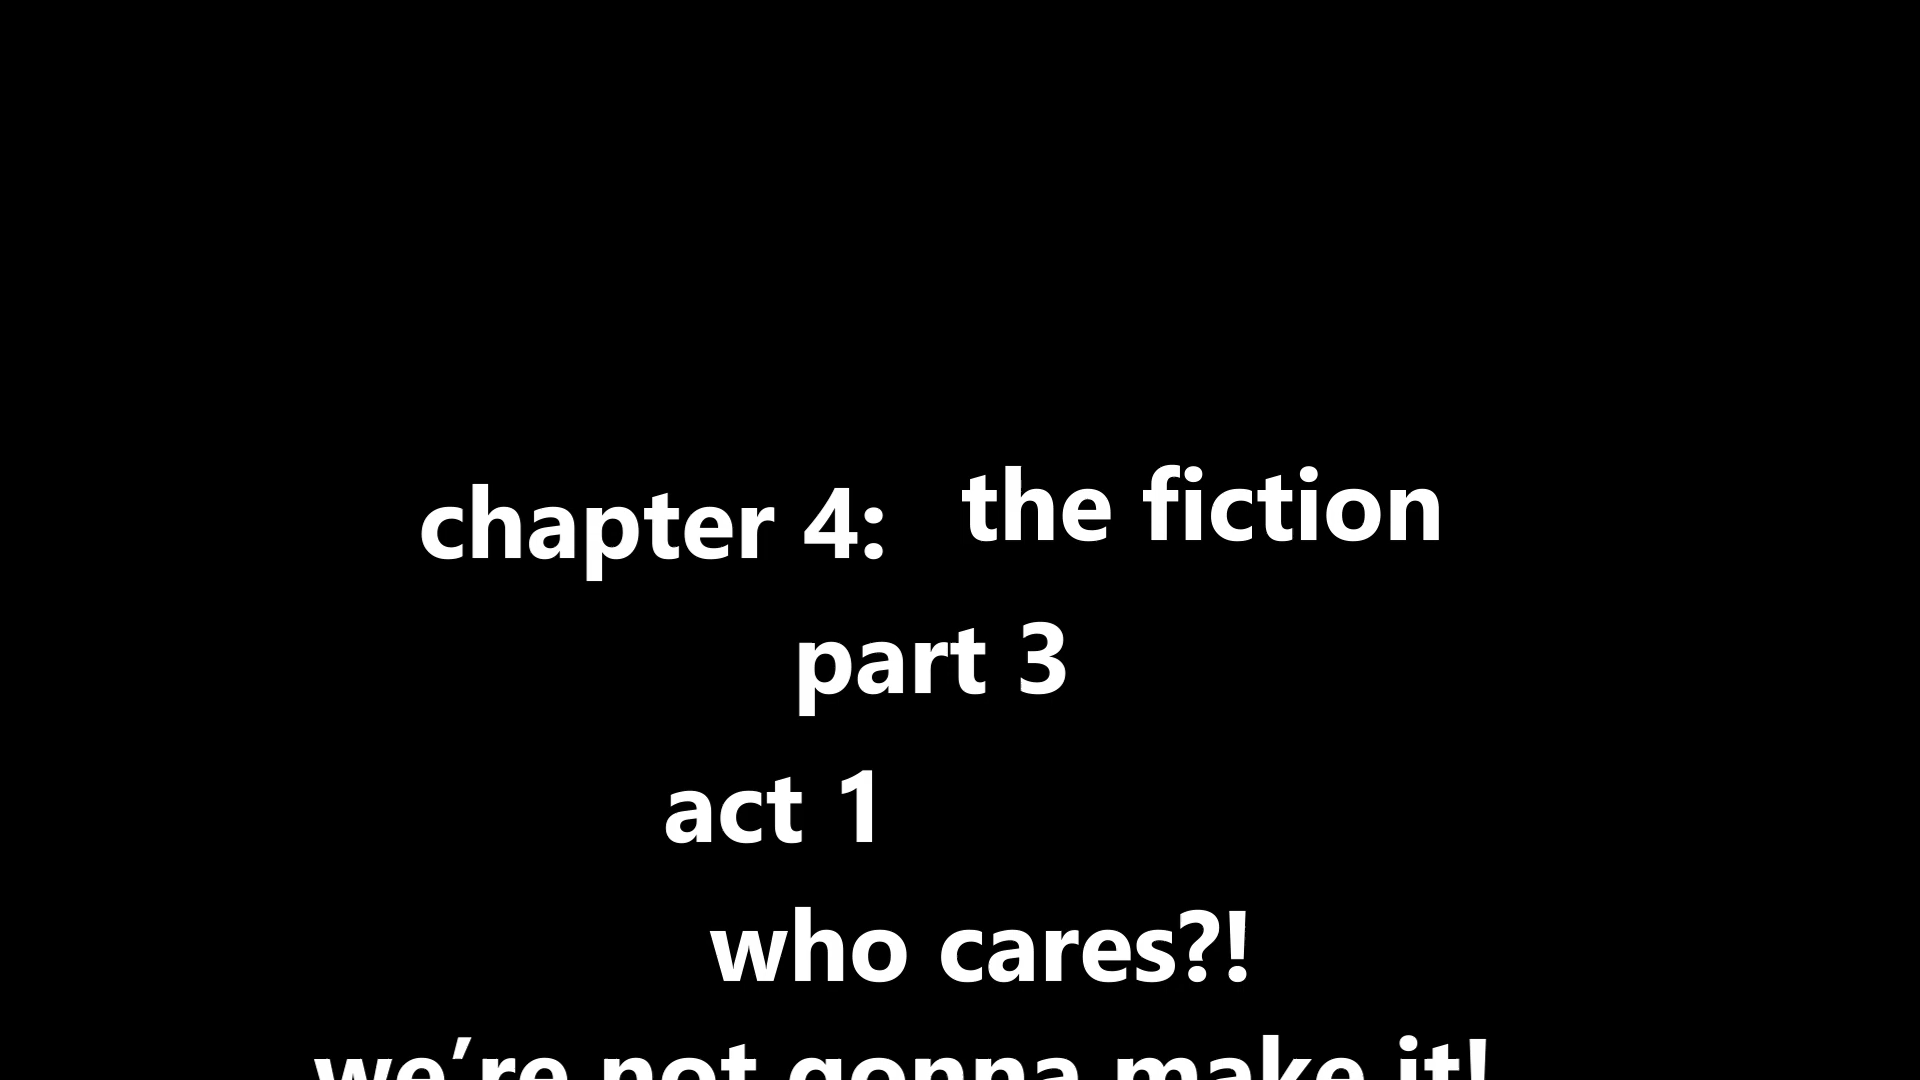 chapter 4: the fiction
part 3
act 1
who cares?!
we’re not gonna make it!